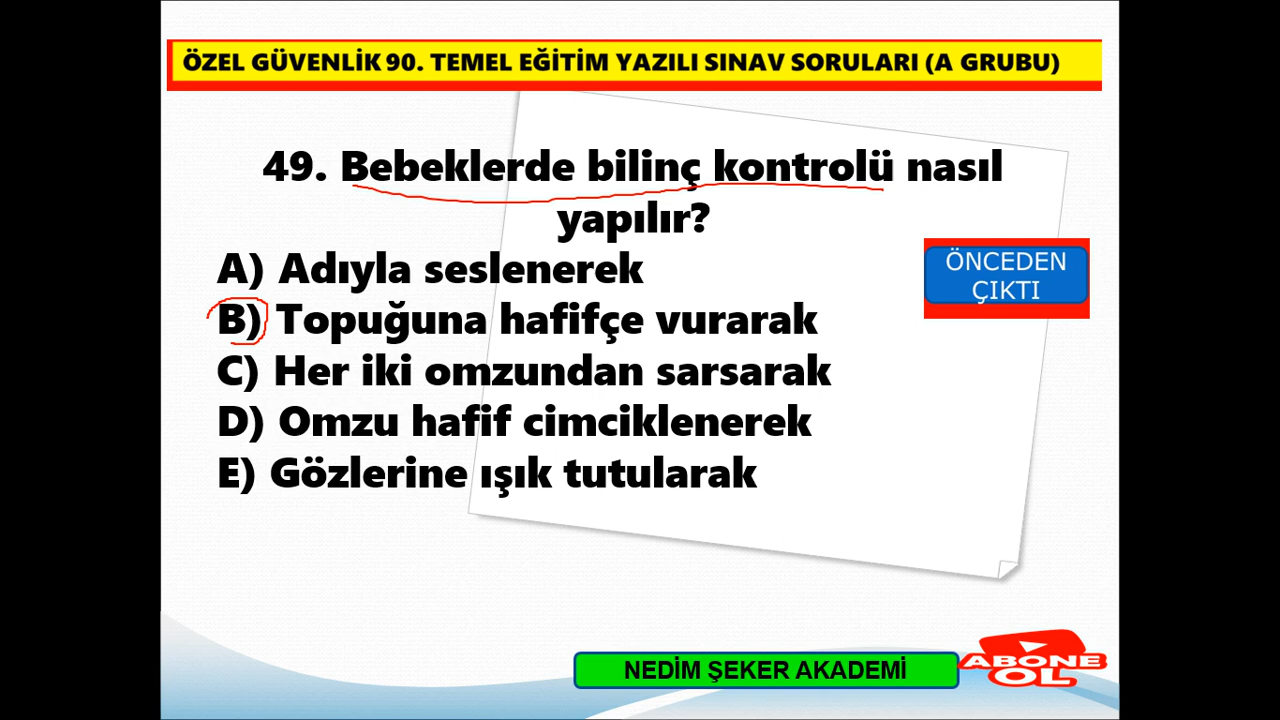 ÖZEL GÜVENLİK 90. TEMEL EĞİTİM YAZILI SINAV SORULARI (A GRUBU)
49. Bebeklerde bilinç kontrolü nasıl
yapılır?
A) Adıyla seslenerek
B) Topuğuna hafifçe vurarak
C) Her iki omzundan sarsarak
D) Omzu hafif cimciklenerek
E) Gözlerine ışık tutularak
ÖNCEDEN
ÇIKTI
NEDİM ŞEKER AKADEMİ
ABONE
OL